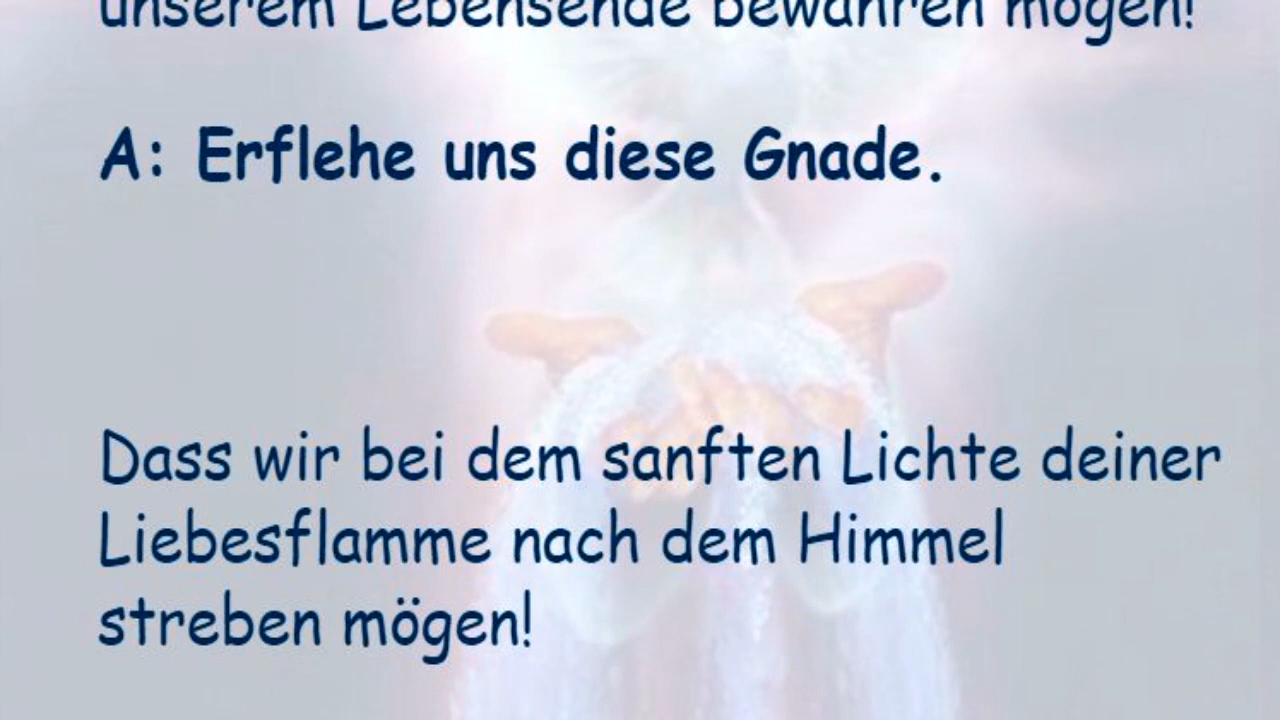 unserem Lebensende bewahren mögen!
A: Erflehe uns diese Gnade.
Dass wir bei dem sanften Lichte deiner
Liebesflamme nach dem Himmel
streben mögen!